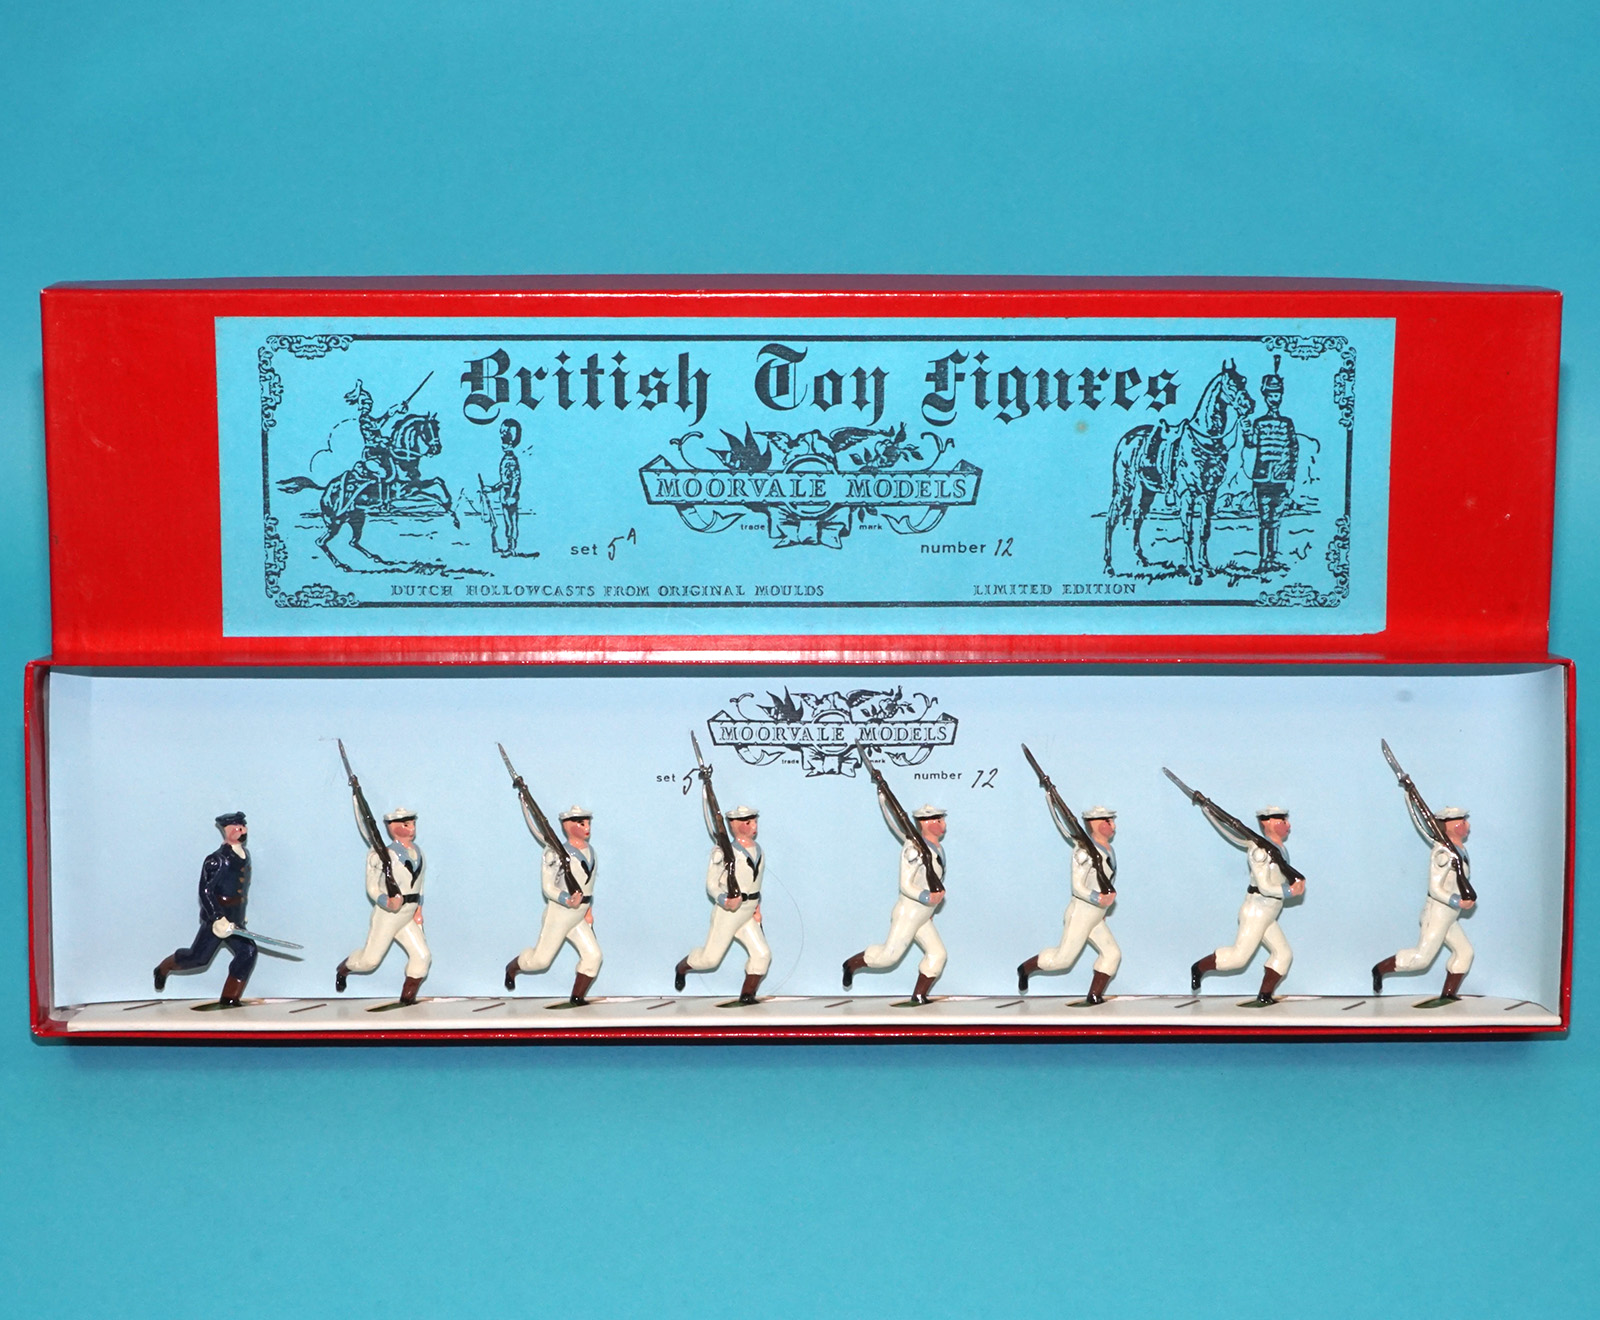 British Toy Figures
MOORVALE MODELS
trade mark
set 5A number 12
DUTCH HOLLOWCASTS FROM ORIGINAL MOULDS LIMITED EDITION
MOORVALE MODELS
trade mark
set 5 number 12